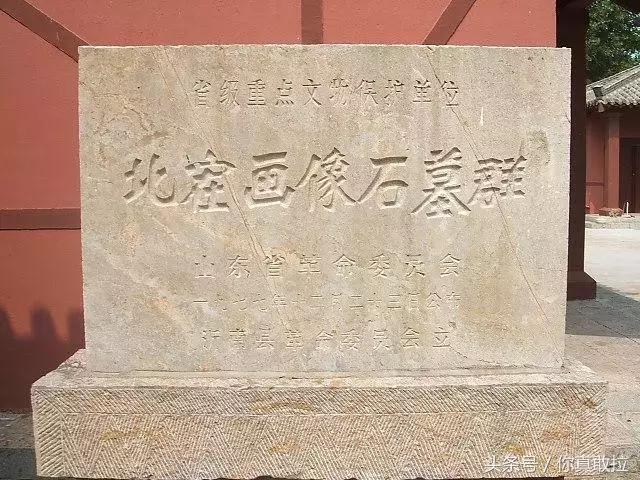 省级重点文物保护单位
北寨画像石墓群
山东省革命委员会
一九七七年十二月二十三日公布
沂南县革命委员会立
头条号 / 你真敢拉